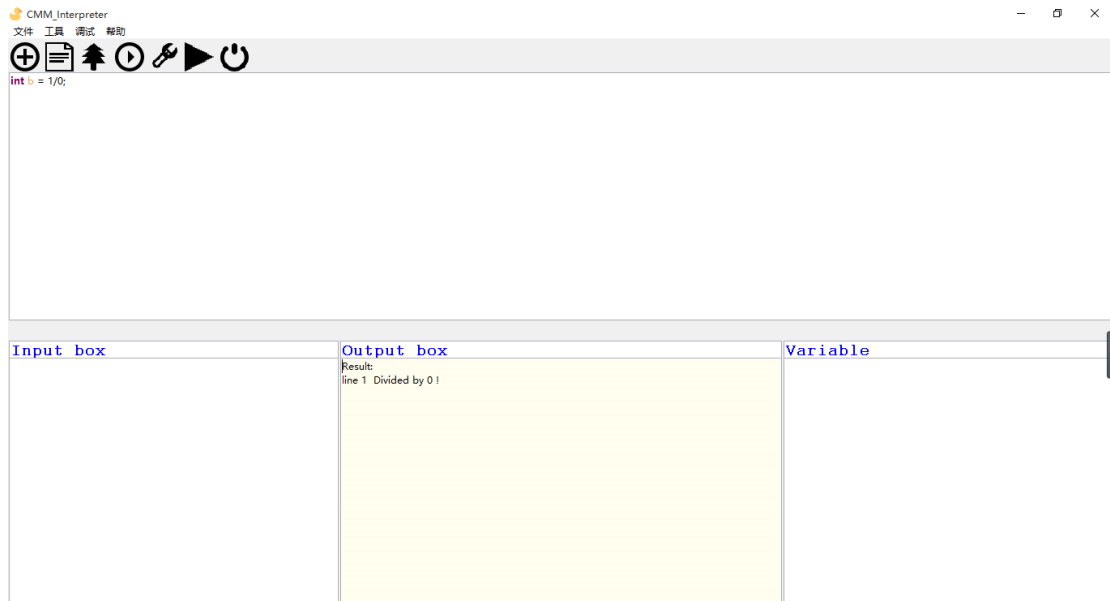 CMM_Interpreter
文件 工具 调试 帮助
int b = 1/0;
Input box
Output box
Variable
Result:
line 1  Divided by 0 !